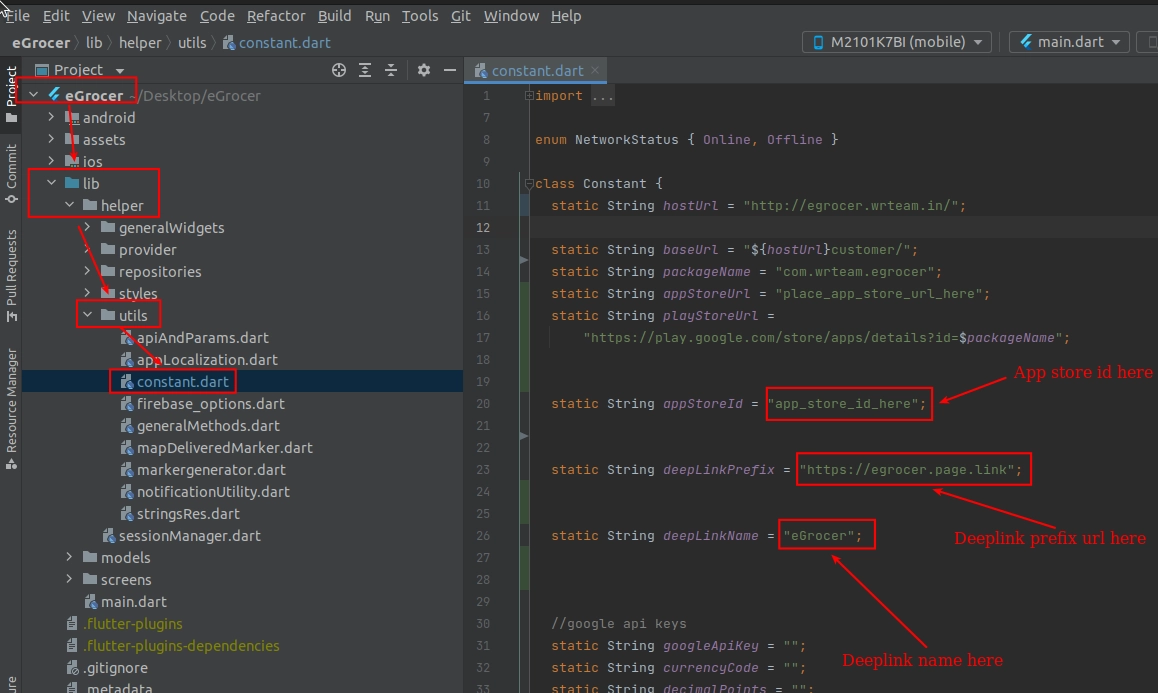 File Edit View Navigate Code Refactor Build Run Tools Git Window Help
eGrocer lib helper utils constant.dart M2101K7BI (mobile) main.dart
Project
Commit
Pull Requests
Resource Manager
Project
eGrocer ~/Desktop/eGrocer
android
assets
ios
lib
helper
generalWidgets
provider
repositories
styles
utils
apiAndParams.dart
appLocalization.dart
constant.dart
firebase_options.dart
generalMethods.dart
mapDeliveredMarker.dart
markergenerator.dart
notificationUtility.dart
stringsRes.dart
sessionManager.dart
models
screens
main.dart
.flutter-plugins
.flutter-plugins-dependencies
.gitignore
.metadata
constant.dart
1 import ...
7
8 enum NetworkStatus { Online, Offline }
9
10 class Constant {
11 static String hostUrl = "http://egrocer.wrteam.in/";
12
13 static String baseUrl = "${hostUrl}customer/";
14 static String packageName = "com.wrteam.egrocer";
15 static String appStoreUrl = "place_app_store_url_here";
16 static String playStoreUrl =
17 "https://play.google.com/store/apps/details?id=$packageName";
18
19
20 static String appStoreId = "app_store_id_here";
21
22
23 static String deepLinkPrefix = "https://egrocer.page.link";
24
25
26 static String deepLinkName = "eGrocer";
27
28
29
30 //google api keys
31 static String googleApiKey = "";
32 static String currencyCode = "";
33 static String decimalPoints = "";
App store id here
Deeplink prefix url here
Deeplink name here